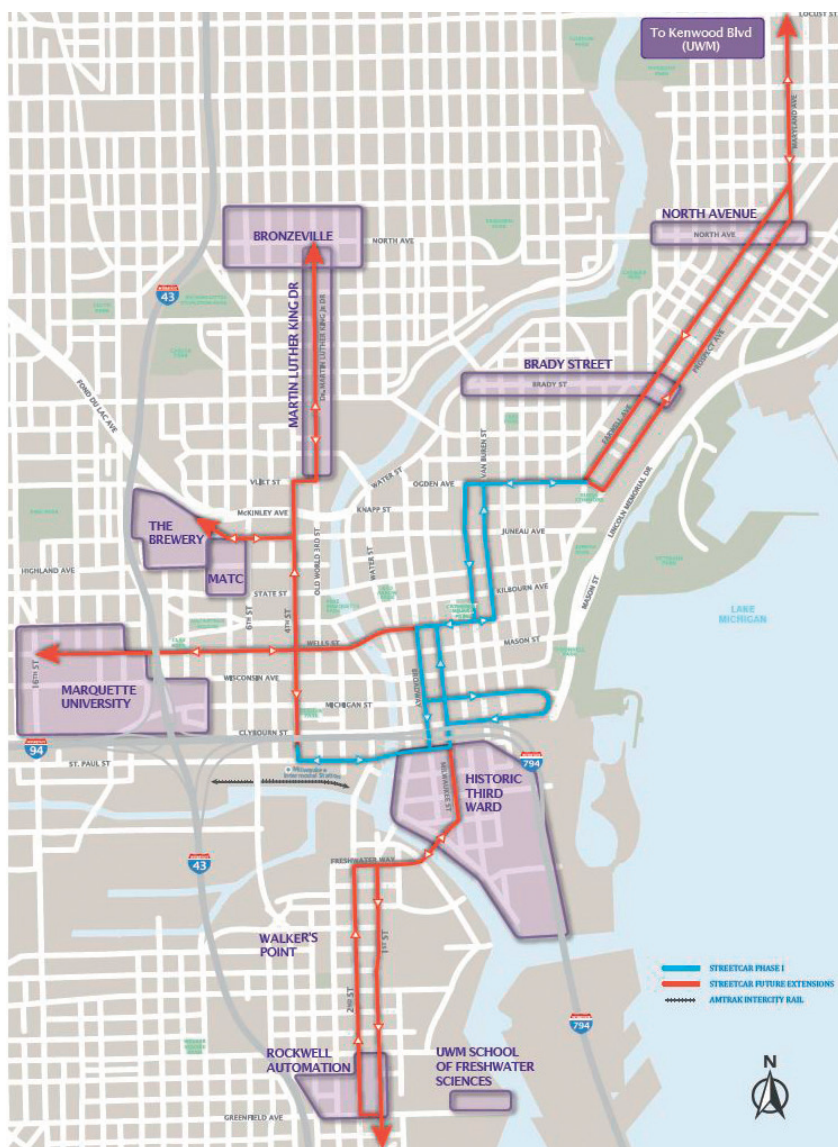 LOCUST ST
To Kenwood Blvd
(UWM)
MARYLAND AVE
NORTH AVENUE
NORTH AVE
BRONZEVILLE
NORTH AVE
INTERSTATE
43
MARTIN LUTHER KING DR
DR. MARTIN LUTHER KING JR DR
BRADY STREET
BRADY ST
FARWELL AVE
PROSPECT AVE
FOND DU LAC AVE
VAN BUREN ST
WATER ST
VLIET ST
OGDEN AVE
LINCOLN MEMORIAL DR
MCKINLEY AVE
KNAPP ST
THE
BREWERY
JUNEAU AVE
OLD WORLD 3RD ST
WATER ST
HIGHLAND AVE
MATC
STATE ST
KILBOURN AVE
MASON ST
LAKE
MICHIGAN
6TH ST
4TH ST
WELLS ST
MASON ST
16TH ST
WISCONSIN AVE
BROADWAY
MARQUETTE
UNIVERSITY
MICHIGAN ST
CLYBOURN ST
94
ST. PAUL ST
Milwaukee
Intermodal Station
794
MILWAUKEE ST
HISTORIC
THIRD
WARD
43
FRESHWATER WAY
WALKER'S
POINT
1ST ST
2ND ST
STREETCAR PHASE I
STREETCAR FUTURE EXTENSIONS
AMTRAK INTERCITY RAIL
794
ROCKWELL
AUTOMATION
UWM SCHOOL
OF FRESHWATER
SCIENCES
GREENFIELD AVE
N